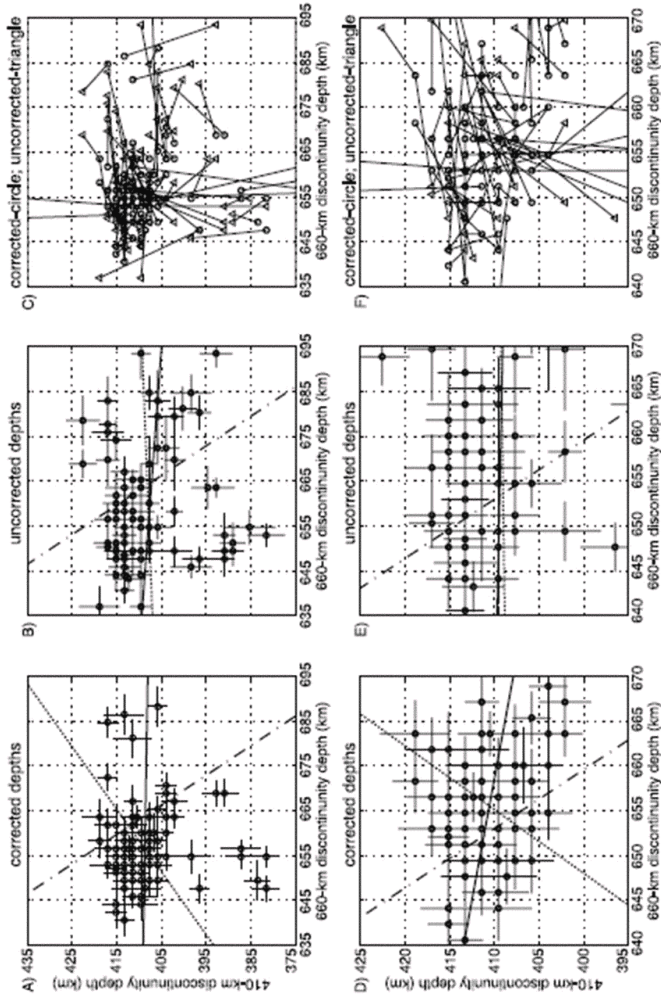 A)
corrected depths
435
425
415
405
395
385
375
410-km discontinuity depth (km)
635 645 655 665 675 685 695
660-km discontinuity depth (km)
B)
uncorrected depths
635 645 655 665 675 685 695
660-km discontinuity depth (km)
C)
corrected-circle; uncorrected-triangle
635 645 655 665 675 685 695
660-km discontinuity depth (km)
D)
corrected depths
425
420
415
410
405
400
395
410-km discontinuity depth (km)
640 645 650 655 660 665 670
660-km discontinuity depth (km)
E)
uncorrected depths
640 645 650 655 660 665 670
660-km discontinuity depth (km)
F)
corrected-circle; uncorrected-triangle
640 645 650 655 660 665 670
660-km discontinuity depth (km)